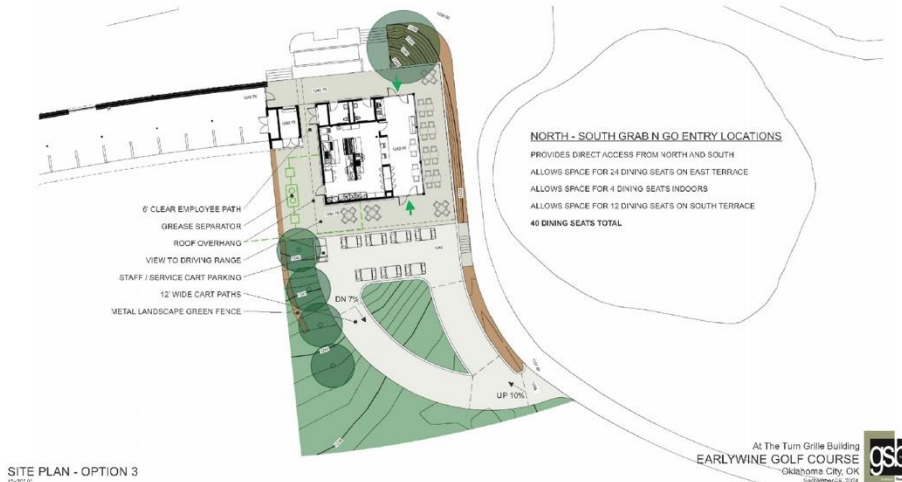 NORTH - SOUTH GRAB N GO ENTRY LOCATIONS
PROVIDES DIRECT ACCESS FROM NORTH AND SOUTH
ALLOWS SPACE FOR 24 DINING SEATS ON EAST TERRACE
ALLOWS SPACE FOR 4 DINING SEATS INDOORS
ALLOWS SPACE FOR 12 DINING SEATS ON SOUTH TERRACE
40 DINING SEATS TOTAL
6' CLEAR EMPLOYEE PATH
GREASE SEPARATOR
ROOF OVERHANG
VIEW TO DRIVING RANGE
STAFF / SERVICE CART PARKING
12' WIDE CART PATHS
METAL LANDSCAPE GREEN FENCE
DN 7%
UP 10%
SITE PLAN - OPTION 3
At The Turn Grille Building
EARLYWINE GOLF COURSE
Oklahoma City, OK
gsb